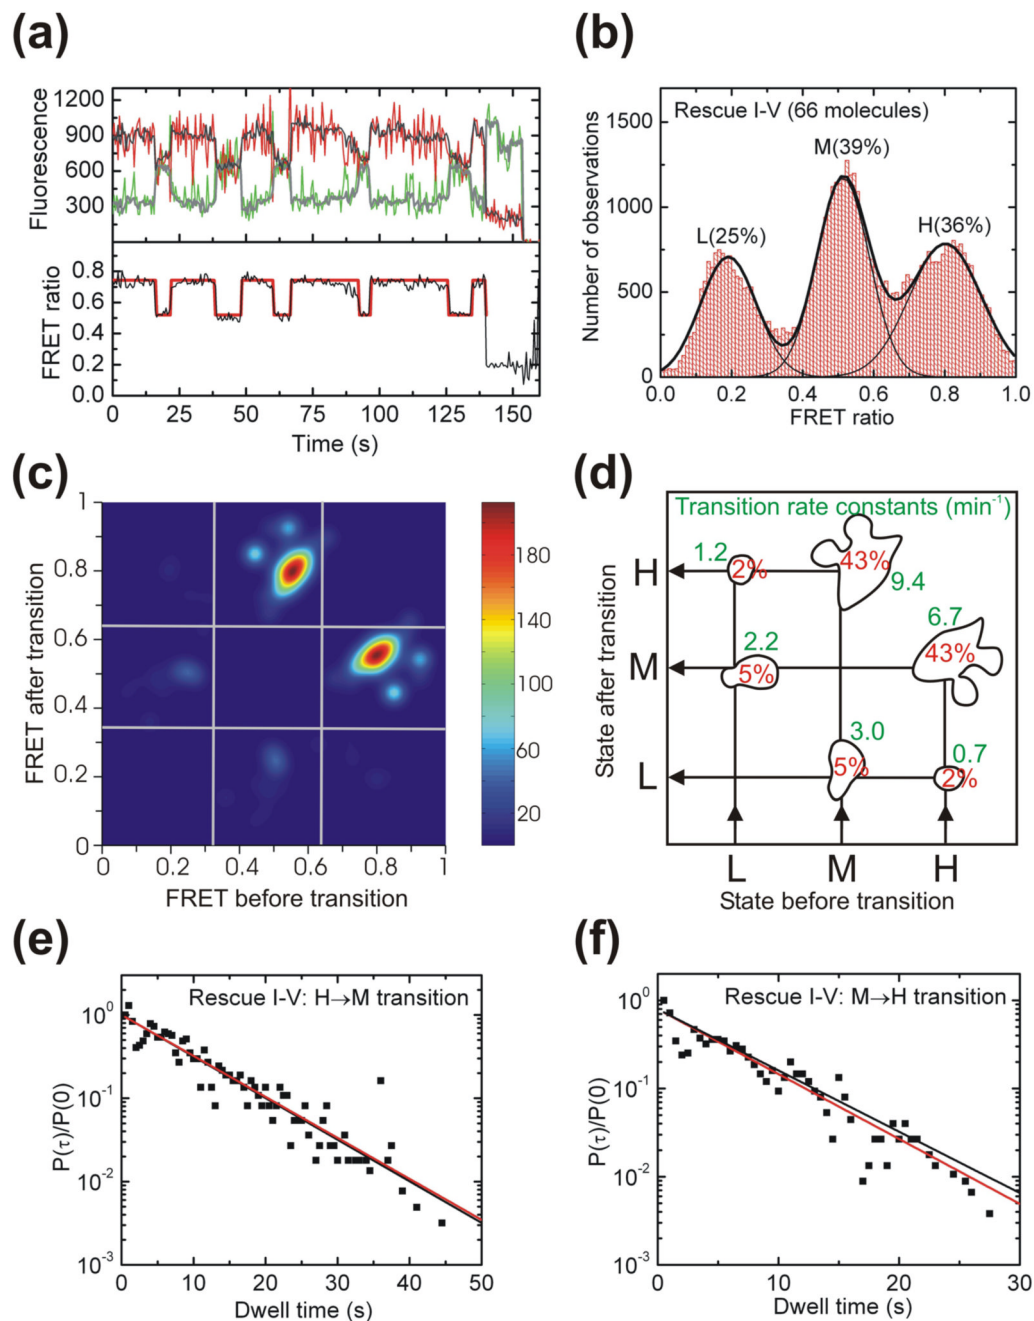 (a)
1200
900
600
300
Fluorescence
0.8
0.6
0.4
0.2
0.0
FRET ratio
0 25 50 75 100 125 150
Time (s)
(b)
Rescue I-V (66 molecules)
M(39%)
L(25%)
H(36%)
1500
1000
500
0
Number of observations
0.0 0.2 0.4 0.6 0.8 1.0
FRET ratio
(c)
1
0.8
0.6
0.4
0.2
0
FRET after transition
0 0.2 0.4 0.6 0.8 1
FRET before transition
180
140
100
60
20
(d)
Transition rate constants (min-1)
H
M
L
State after transition
1.2
2%
43%
9.4
2.2
5%
6.7
43%
3.0
5%
0.7
2%
L M H
State before transition
(e)
Rescue I-V: H→M transition
10⁰
10⁻¹
10⁻²
10⁻³
P(τ)/P(0)
0 10 20 30 40 50
Dwell time (s)
(f)
Rescue I-V: M→H transition
10⁰
10⁻¹
10⁻²
10⁻³
P(τ)/P(0)
0 10 20 30
Dwell time (s)